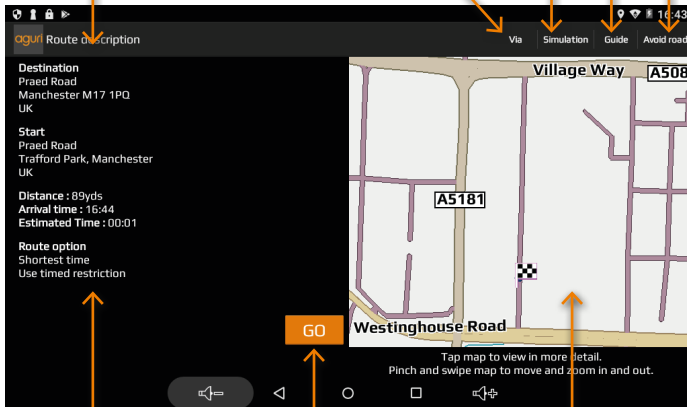 16:43
aguri Route description
Via Simulation Guide Avoid road
Destination
Praed Road
Manchester M17 1PQ
UK
Start
Praed Road
Trafford Park, Manchester
UK
Distance : 89yds
Arrival time : 16:44
Estimated Time : 00:01
Route option
Shortest time
Use timed restriction
GO
Village Way
A508
A5181
Westinghouse Road
Tap map to view in more detail.
Pinch and swipe map to move and zoom in and out.